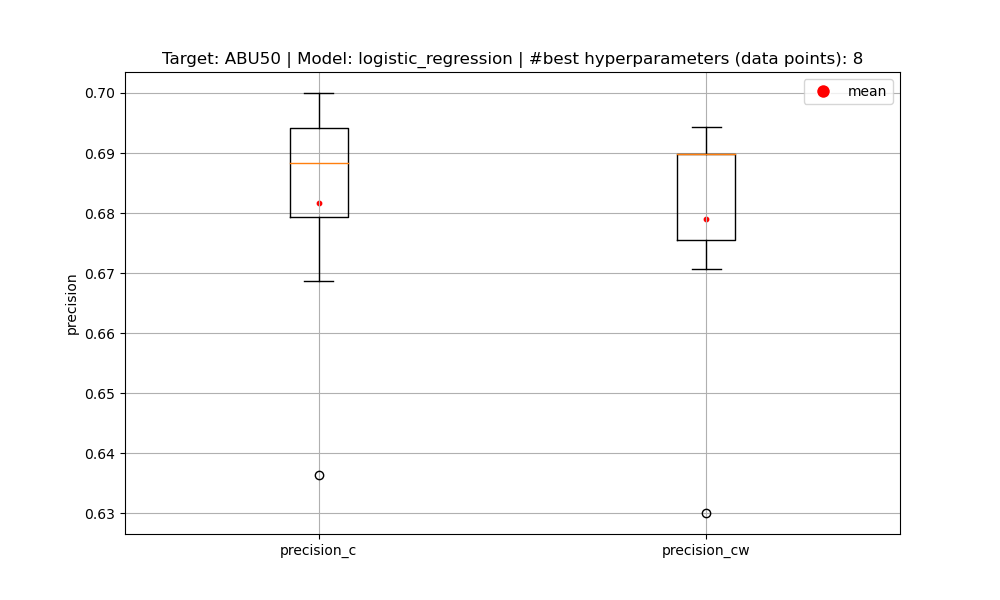 Target: ABU50 | Model: logistic_regression | #best hyperparameters (data points): 8
mean
0.70
0.69
0.68
0.67
0.66
0.65
0.64
0.63
precision
precision_c
precision_cw